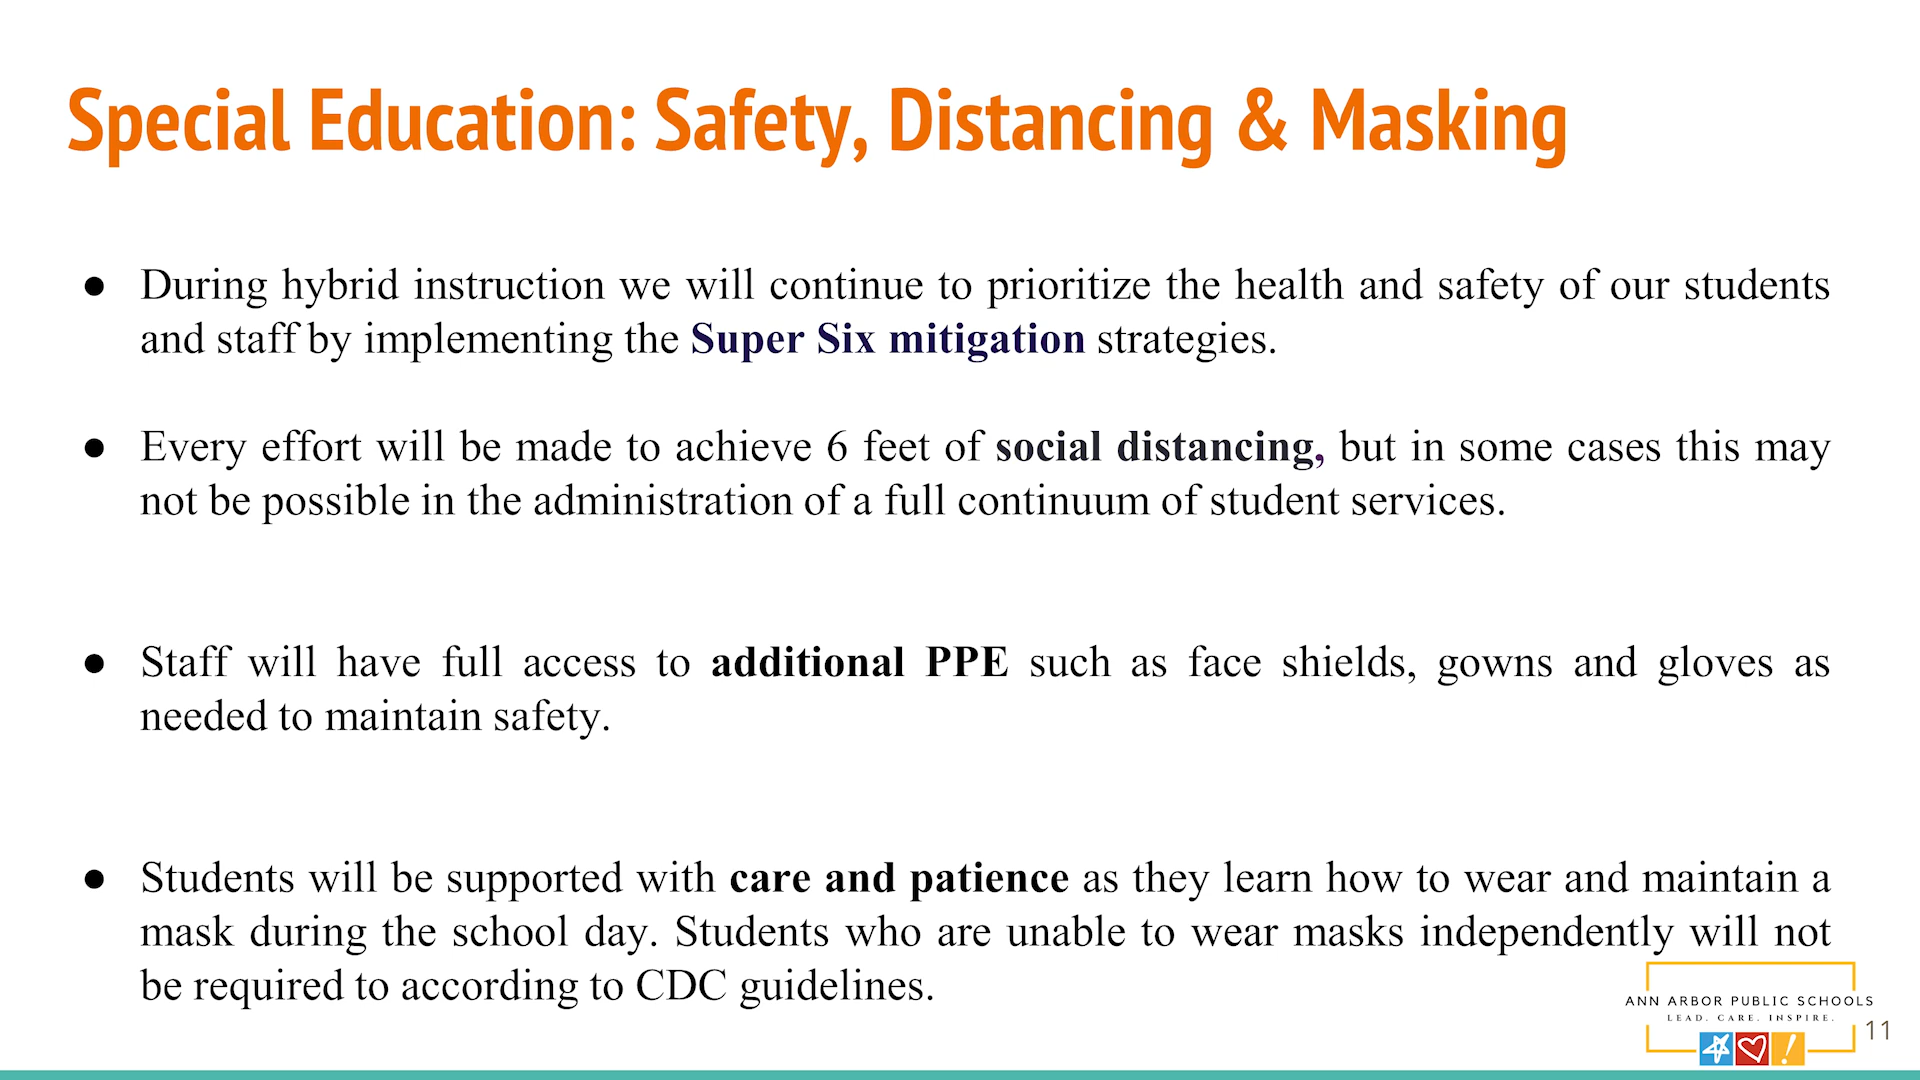 Special Education: Safety, Distancing & Masking
● During hybrid instruction we will continue to prioritize the health and safety of our students
and staff by implementing the Super Six mitigation strategies.
● Every effort will be made to achieve 6 feet of social distancing, but in some cases this may
not be possible in the administration of a full continuum of student services.
● Staff will have full access to additional PPE such as face shields, gowns and gloves as
needed to maintain safety.
● Students will be supported with care and patience as they learn how to wear and maintain a
mask during the school day. Students who are unable to wear masks independently will not
be required to according to CDC guidelines.
ANN ARBOR PUBLIC SCHOOLS
LEAD. CARE. INSPIRE.
11